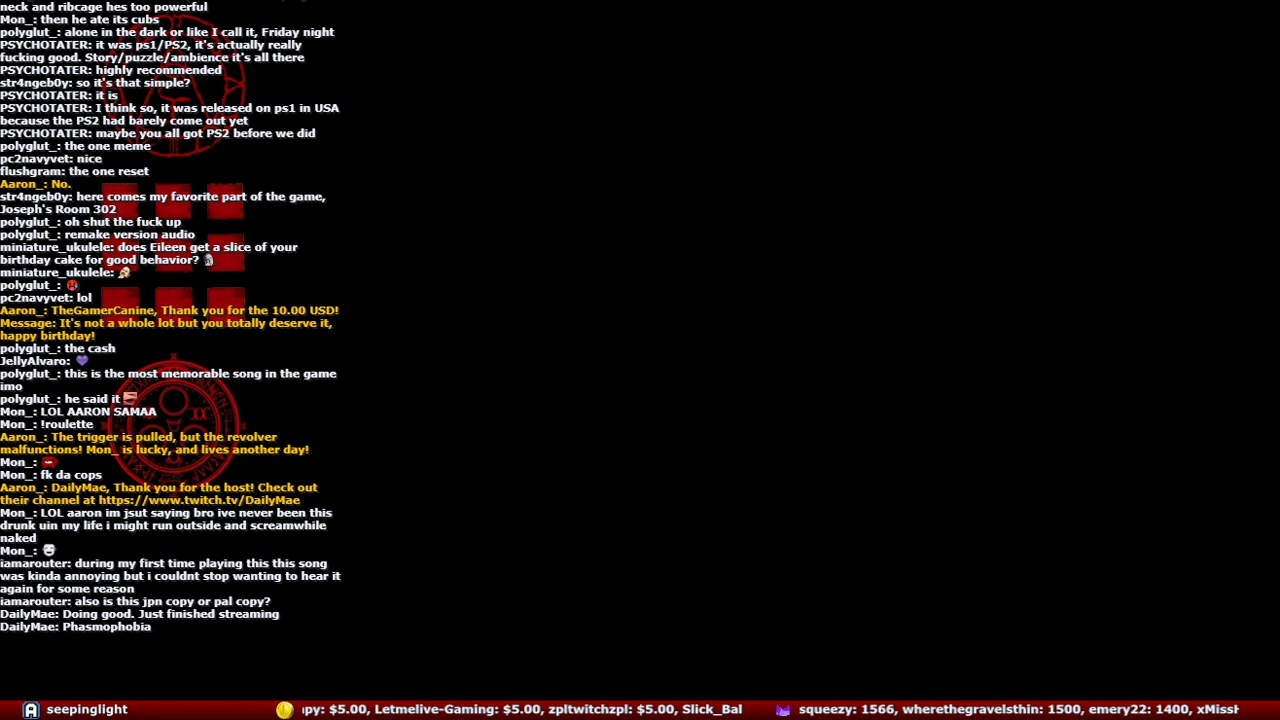 neck and ribcage hes too powerful
Mon_: then he ate its cubs
polyglut_: alone in the dark or like I call it, Friday night
PSYCHOTATER: it was ps1/PS2, it's actually really
fucking good. Story/puzzle/ambience it's all there
PSYCHOTATER: highly recommended
str4ngeb0y: so it's that simple?
PSYCHOTATER: it is
PSYCHOTATER: I think so, it was released on ps1 in USA
because the PS2 had barely come out yet
PSYCHOTATER: maybe you all got PS2 before we did
polyglut_: the one meme
pc2navyvet: nice
flushgram: the one reset
Aaron_: No.
str4ngeb0y: here comes my favorite part of the game,
Joseph's Room 302
polyglut_: oh shut the fuck up
polyglut_: remake version audio
miniature_ukulele: does Eileen get a slice of your
birthday cake for good behavior?
miniature_ukulele:
polyglut_:
pc2navyvet: lol
Aaron_: TheGamerCanine, Thank you for the 10.00 USD!
Message: It's not a whole lot but you totally deserve it,
happy birthday!
polyglut_: the cash
JellyAlvaro:
polyglut_: this is the most memorable song in the game
imo
polyglut_: he said it
Mon_: LOL AARON SAMAA
Mon_: !roulette
Aaron_: The trigger is pulled, but the revolver
malfunctions! Mon_ is lucky, and lives another day!
Mon_:
Mon_: fk da cops
Aaron_: DailyMae, Thank you for the host! Check out
their channel at https://www.twitch.tv/DailyMae
Mon_: LOL aaron im jsut saying bro ive never been this
drunk uin my life i might run outside and screamwhile
naked
Mon_:
iamarouter: during my first time playing this this song
was kinda annoying but i couldnt stop wanting to hear it
again for some reason
iamarouter: also is this jpn copy or pal copy?
DailyMae: Doing good. Just finished streaming
DailyMae: Phasmophobia
A seepinglight py: $5.00, Letmelive-Gaming: $5.00, zpltwitchzpl: $5.00, Slick_Bal squeezy: 1566, wherethegravelsthin: 1500, emery22: 1400, xMiss